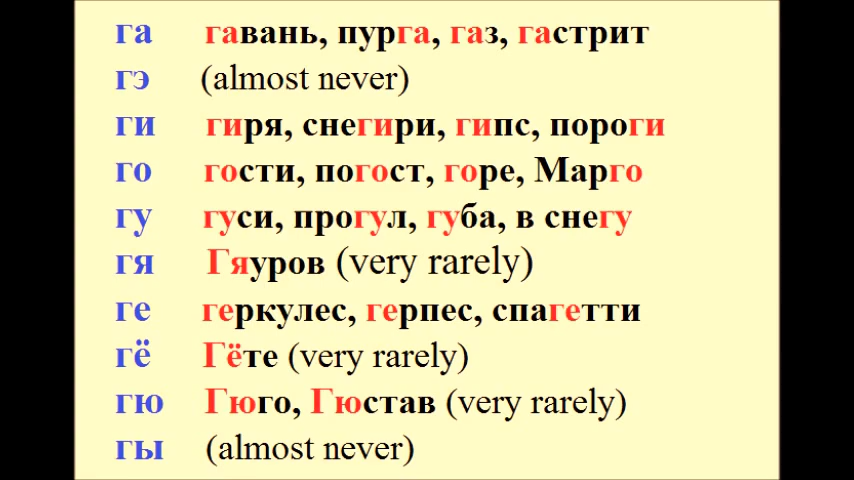 га гавань, пурга, газ, гастрит
гэ (almost never)
ги гиря, снегири, гипс, пороги
го гости, погост, горе, Марго
гу гуси, прогул, губа, в снегу
гя Гяуров (very rarely)
ге геркулес, герпес, спагетти
гё Гёте (very rarely)
гю Гюго, Гюстав (very rarely)
гы (almost never)